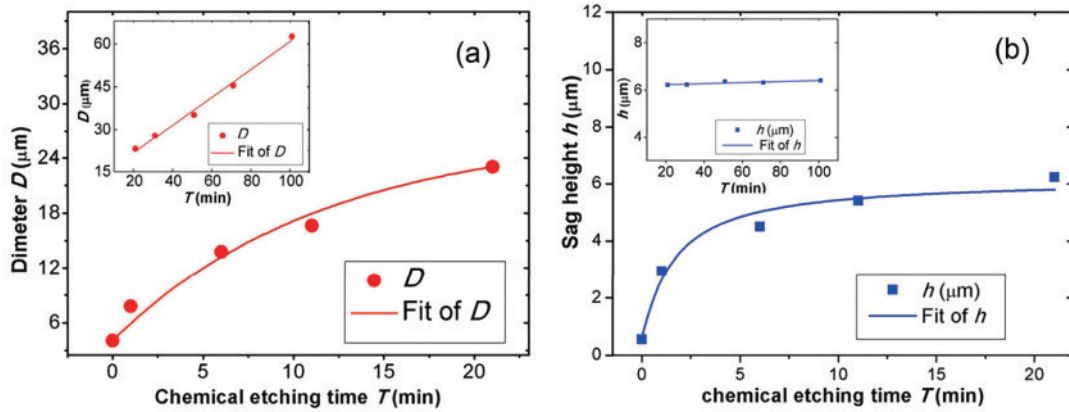 (a)
Dimeter D (μm)
36
30
24
18
12
6
0
5
10
15
20
Chemical etching time T (min)
D
Fit of D
D (μm)
60
45
30
15
20
40
60
80
100
T (min)
D
Fit of D
(b)
Sag height h (μm)
12
10
8
6
4
2
0
0
5
10
15
20
chemical etching time T (min)
h (μm)
Fit of h
h (μm)
8
6
4
20
40
60
80
100
T (min)
h (μm)
Fit of h